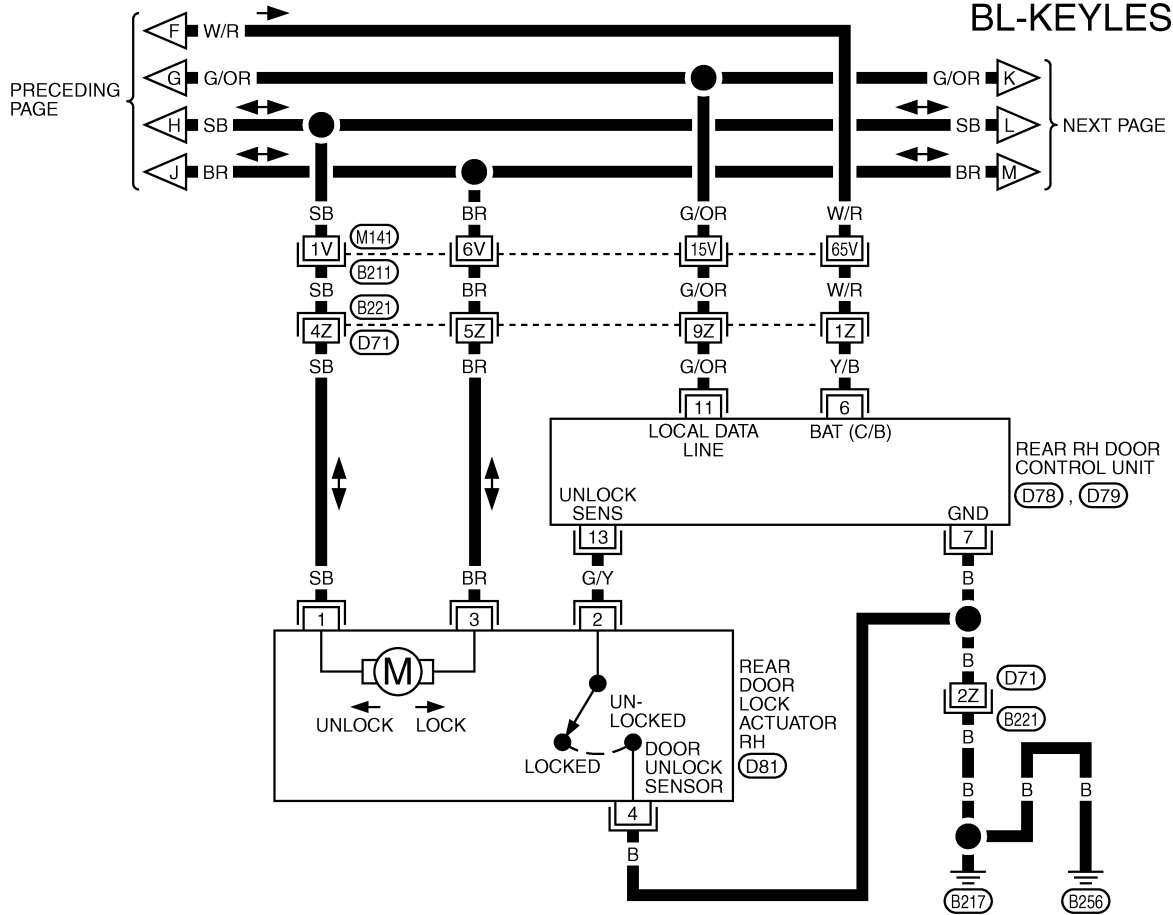 BL-KEYLES
F W/R
PRECEDING
PAGE
G G/OR G/OR K
H SB SB L
NEXT PAGE
J BR BR M
SB BR G/OR W/R
1V M141 6V 15V 65V
B211
SB BR G/OR W/R
B221
4Z 5Z 9Z 1Z
D71
SB BR G/OR Y/B
11 6
LOCAL DATA
LINE
BAT (C/B)
REAR RH DOOR
CONTROL UNIT
D78 , D79
UNLOCK
SENS
GND
13 7
SB BR G/Y B
1 3 2
M
UNLOCK LOCK
UN-
LOCKED
LOCKED
DOOR
UNLOCK
SENSOR
REAR
DOOR
LOCK
ACTUATOR
RH
D81
4
B
B
2Z D71
B221
B
B B B
B217 B256